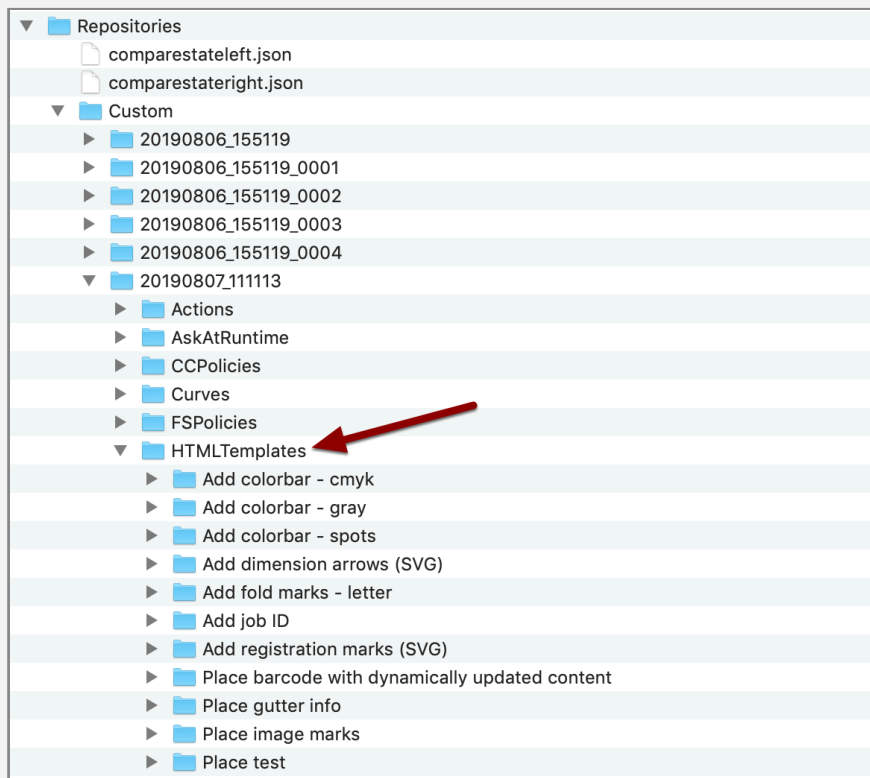 Repositories
comparestateleft.json
comparestateright.json
Custom
20190806_155119
20190806_155119_0001
20190806_155119_0002
20190806_155119_0003
20190806_155119_0004
20190807_111113
Actions
AskAtRuntime
CCPolicies
Curves
FSPolicies
HTMLTemplates
Add colorbar - cmyk
Add colorbar - gray
Add colorbar - spots
Add dimension arrows (SVG)
Add fold marks - letter
Add job ID
Add registration marks (SVG)
Place barcode with dynamically updated content
Place gutter info
Place image marks
Place test